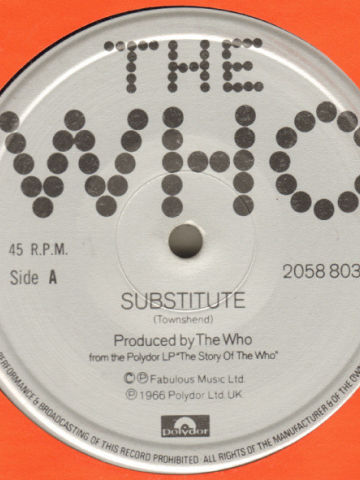 THE
WHO
45 R.P.M.
Side A
2058 803
SUBSTITUTE
(Townshend)
Produced by The Who
from the Polydor LP "The Story Of The Who"
© ℗ Fabulous Music Ltd.
℗ 1966 Polydor Ltd. UK
polydor
PERFORMANCE & BROADCASTING OF THIS RECORD PROHIBITED. ALL RIGHTS OF THE MANUFACTURER & OF THE OWN